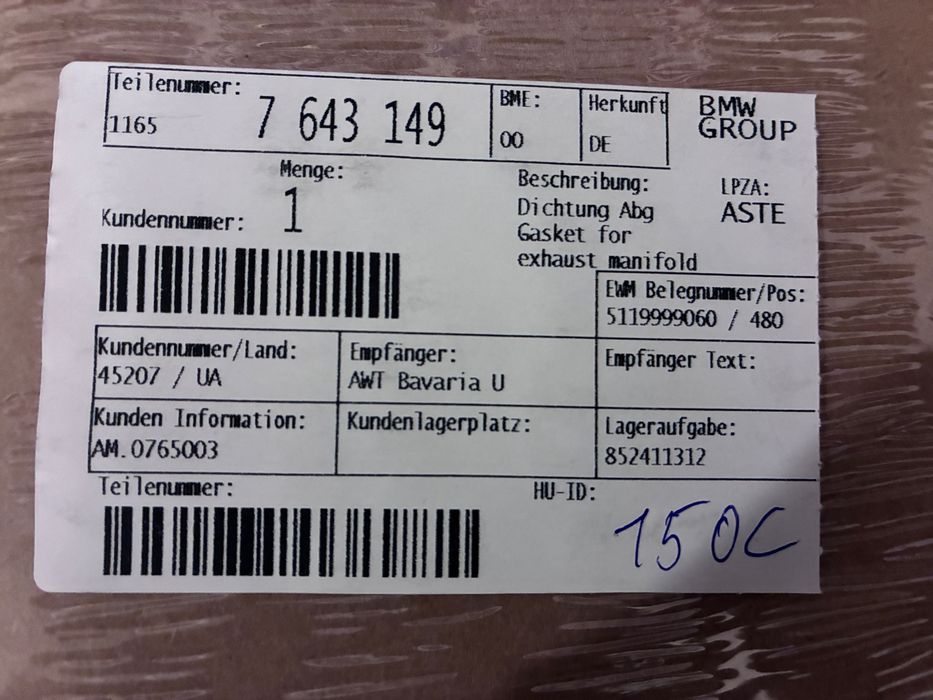 Teilenummer:
1165 7 643 149
BME:
00
Herkunft
DE
BMW
GROUP
Menge:
1
Kundennummer:
Beschreibung:
Dichtung Abg
Gasket for
exhaust manifold
LPZA:
ASTE
EWM Belegnummer/Pos:
5119999060 / 480
Kundennummer/Land:
45207 / UA
Empfänger:
AWT Bavaria U
Empfänger Text:
Kunden Information:
AM.0765003
Kundenlagerplatz:
Lageraufgabe:
852411312
Teilenummer:
HU-ID:
150C